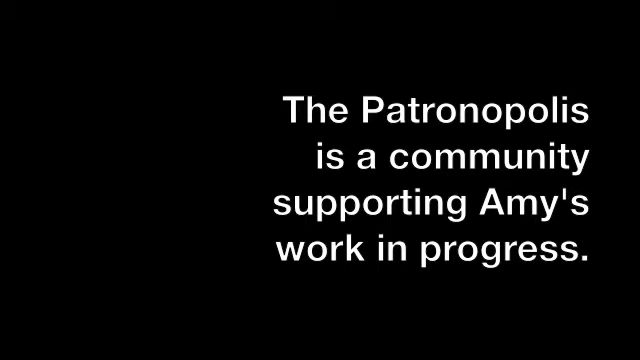 The Patronopolis
is a community
supporting Amy's
work in progress.